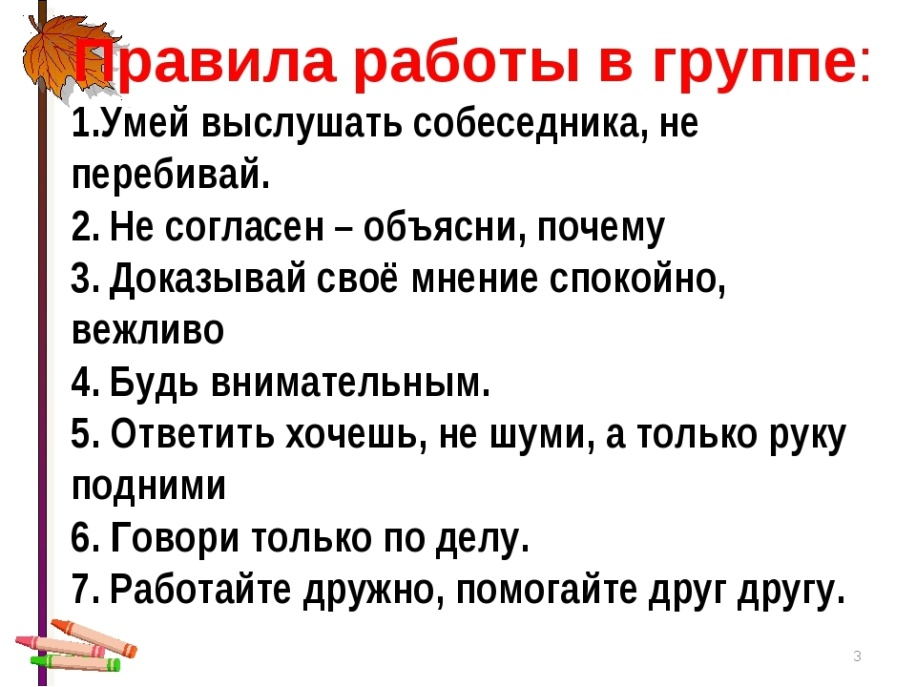 Правила работы в группе:
1.Умей выслушать собеседника, не
перебивай.
2. Не согласен – объясни, почему
3. Доказывай своё мнение спокойно,
вежливо
4. Будь внимательным.
5. Ответить хочешь, не шуми, а только руку
подними
6. Говори только по делу.
7. Работайте дружно, помогайте друг другу.
3